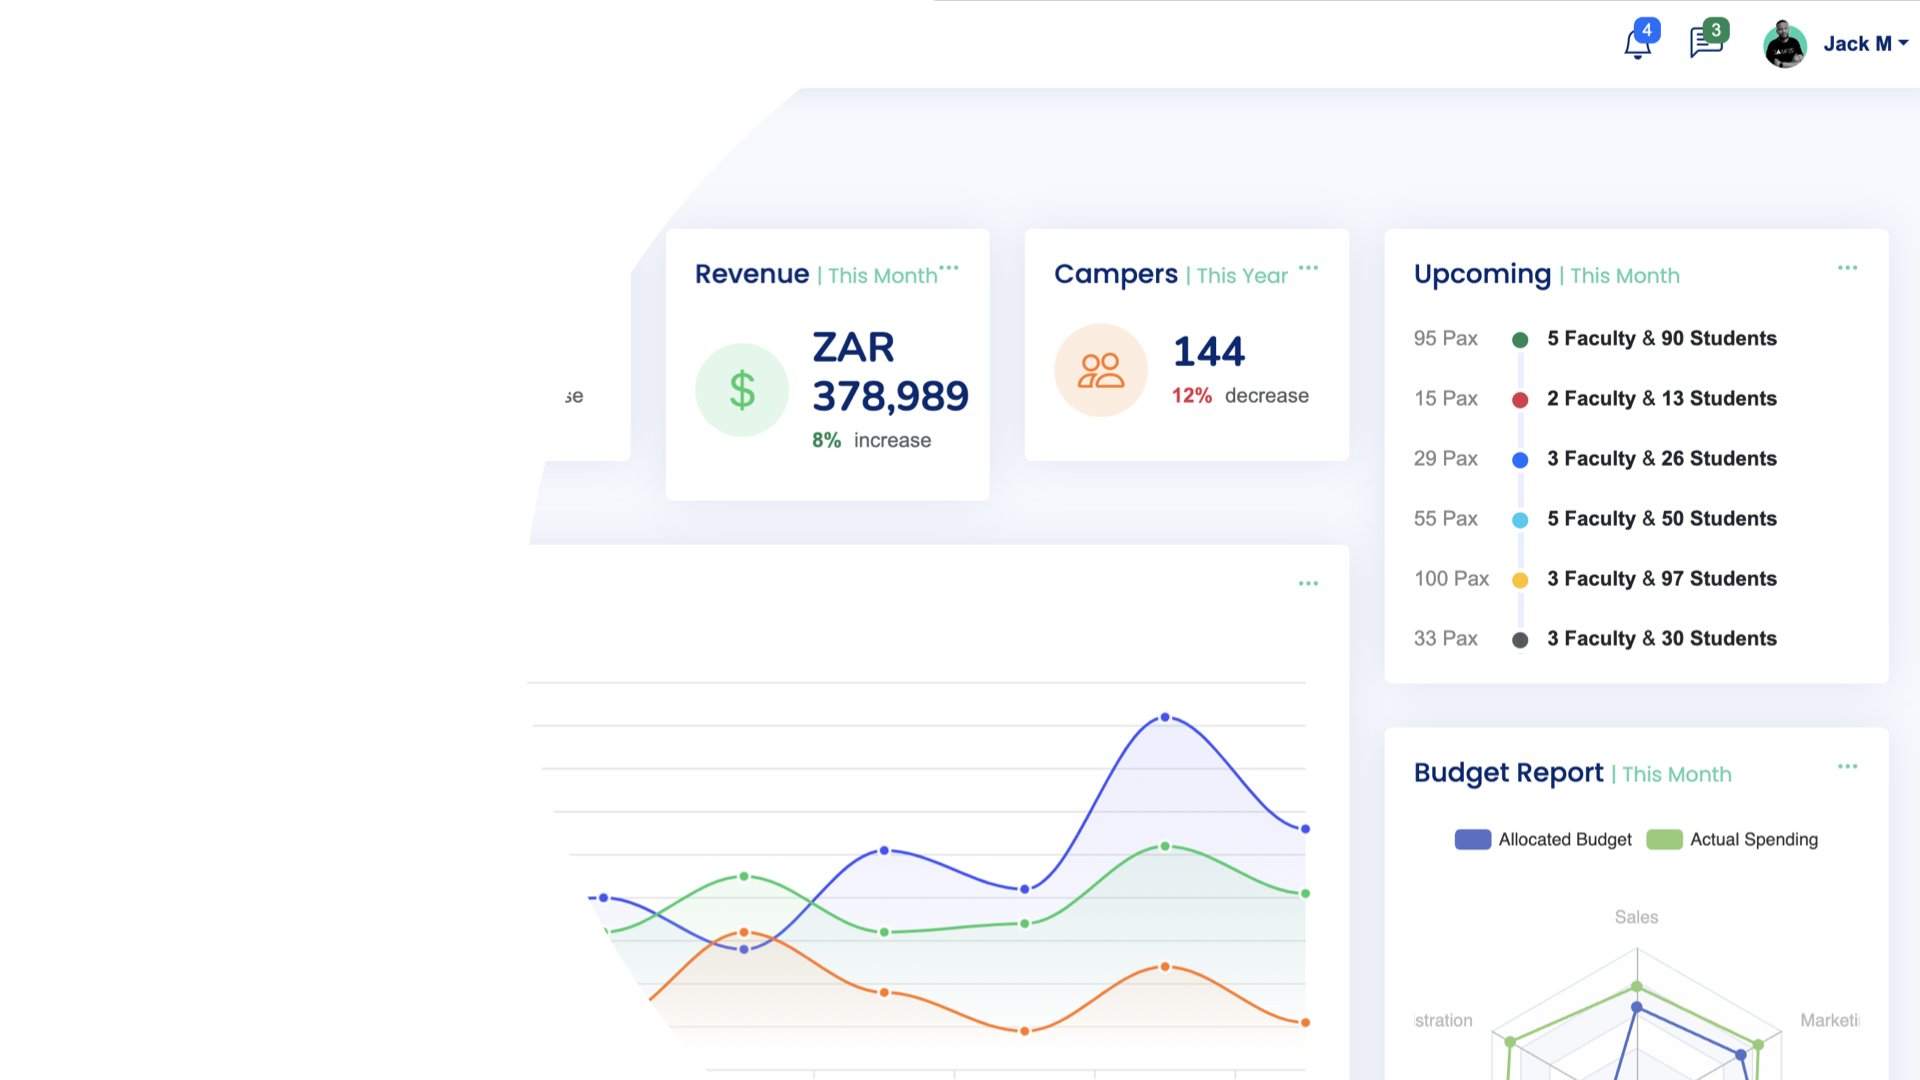 4
3
Jack M
Revenue | This Month
ZAR
378,989
8% increase
Campers | This Year
144
12% decrease
Upcoming | This Month
95 Pax 5 Faculty & 90 Students
15 Pax 2 Faculty & 13 Students
29 Pax 3 Faculty & 26 Students
55 Pax 5 Faculty & 50 Students
100 Pax 3 Faculty & 97 Students
33 Pax 3 Faculty & 30 Students
Budget Report | This Month
Allocated Budget Actual Spending
Sales
stration
Marketi